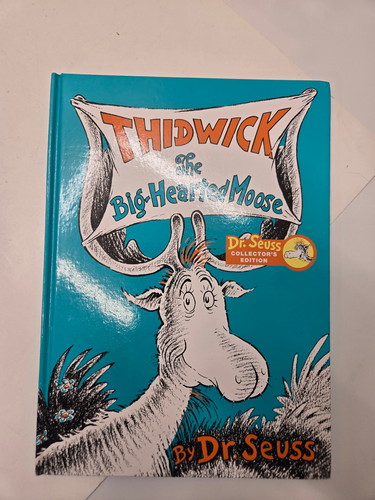 THIDWICK
the
Big-Hearted Moose
Dr. Seuss
COLLECTOR'S
EDITION
By Dr. Seuss